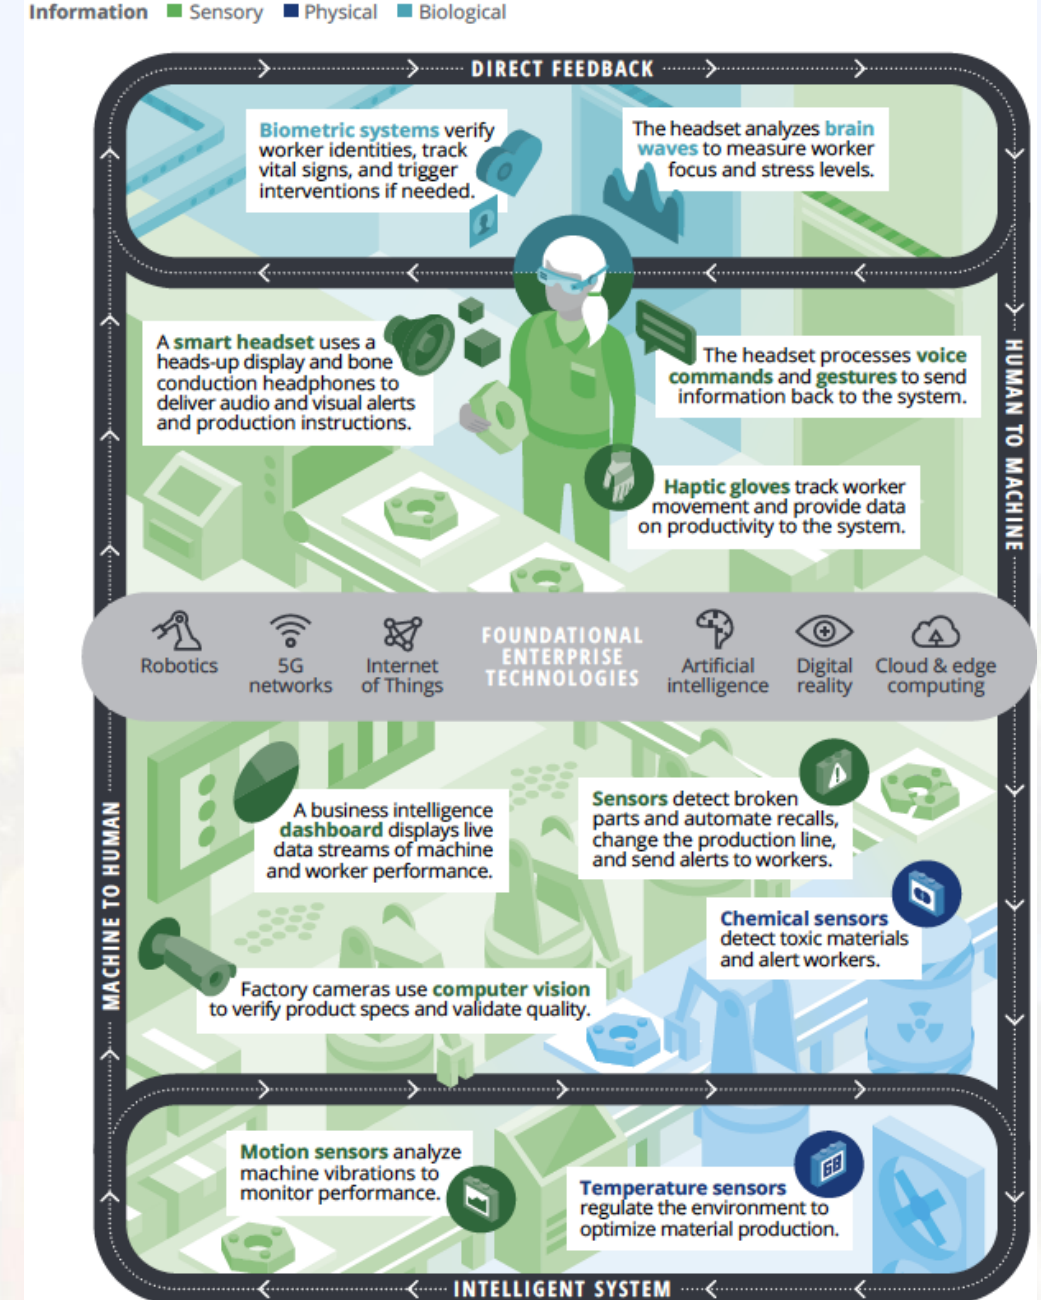 Information Sensory Physical Biological
DIRECT FEEDBACK
Biometric systems verify
worker identities, track
vital signs, and trigger
interventions if needed.
The headset analyzes brain
waves to measure worker
focus and stress levels.
A smart headset uses a
heads-up display and bone
conduction headphones to
deliver audio and visual alerts
and production instructions.
The headset processes voice
commands and gestures to send
information back to the system.
HUMAN TO MACHINE
Haptic gloves track worker
movement and provide data
on productivity to the system.
Robotics
5G
networks
Internet
of Things
FOUNDATIONAL
ENTERPRISE
TECHNOLOGIES
Artificial
intelligence
Digital
reality
Cloud & edge
computing
MACHINE TO HUMAN
A business intelligence
dashboard displays live
data streams of machine
and worker performance.
Sensors detect broken
parts and automate recalls,
change the production line,
and send alerts to workers.
Chemical sensors
detect toxic materials
and alert workers.
Factory cameras use computer vision
to verify product specs and validate quality.
Motion sensors analyze
machine vibrations to
monitor performance.
68
Temperature sensors
regulate the environment to
optimize material production.
INTELLIGENT SYSTEM